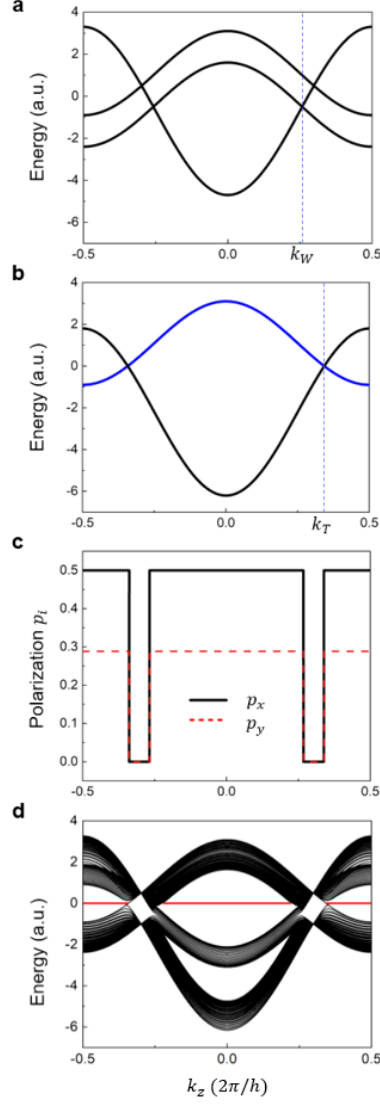 a
Energy (a.u.)
4
2
0
-2
-4
-6
-0.5
0.0
k_W
0.5
b
Energy (a.u.)
4
2
0
-2
-4
-6
-0.5
0.0
k_T
0.5
c
Polarization p_i
0.5
0.4
0.3
0.2
0.1
0.0
p_x
p_y
-0.5
0.0
0.5
d
Energy (a.u.)
4
2
0
-2
-4
-6
-0.5
0.0
0.5
k_z (2π/h)